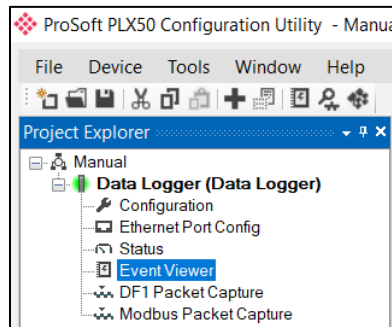 ProSoft PLX50 Configuration Utility - Manua
File Device Tools Window Help
Project Explorer
Manual
Data Logger (Data Logger)
Configuration
Ethernet Port Config
Status
Event Viewer
DF1 Packet Capture
Modbus Packet Capture